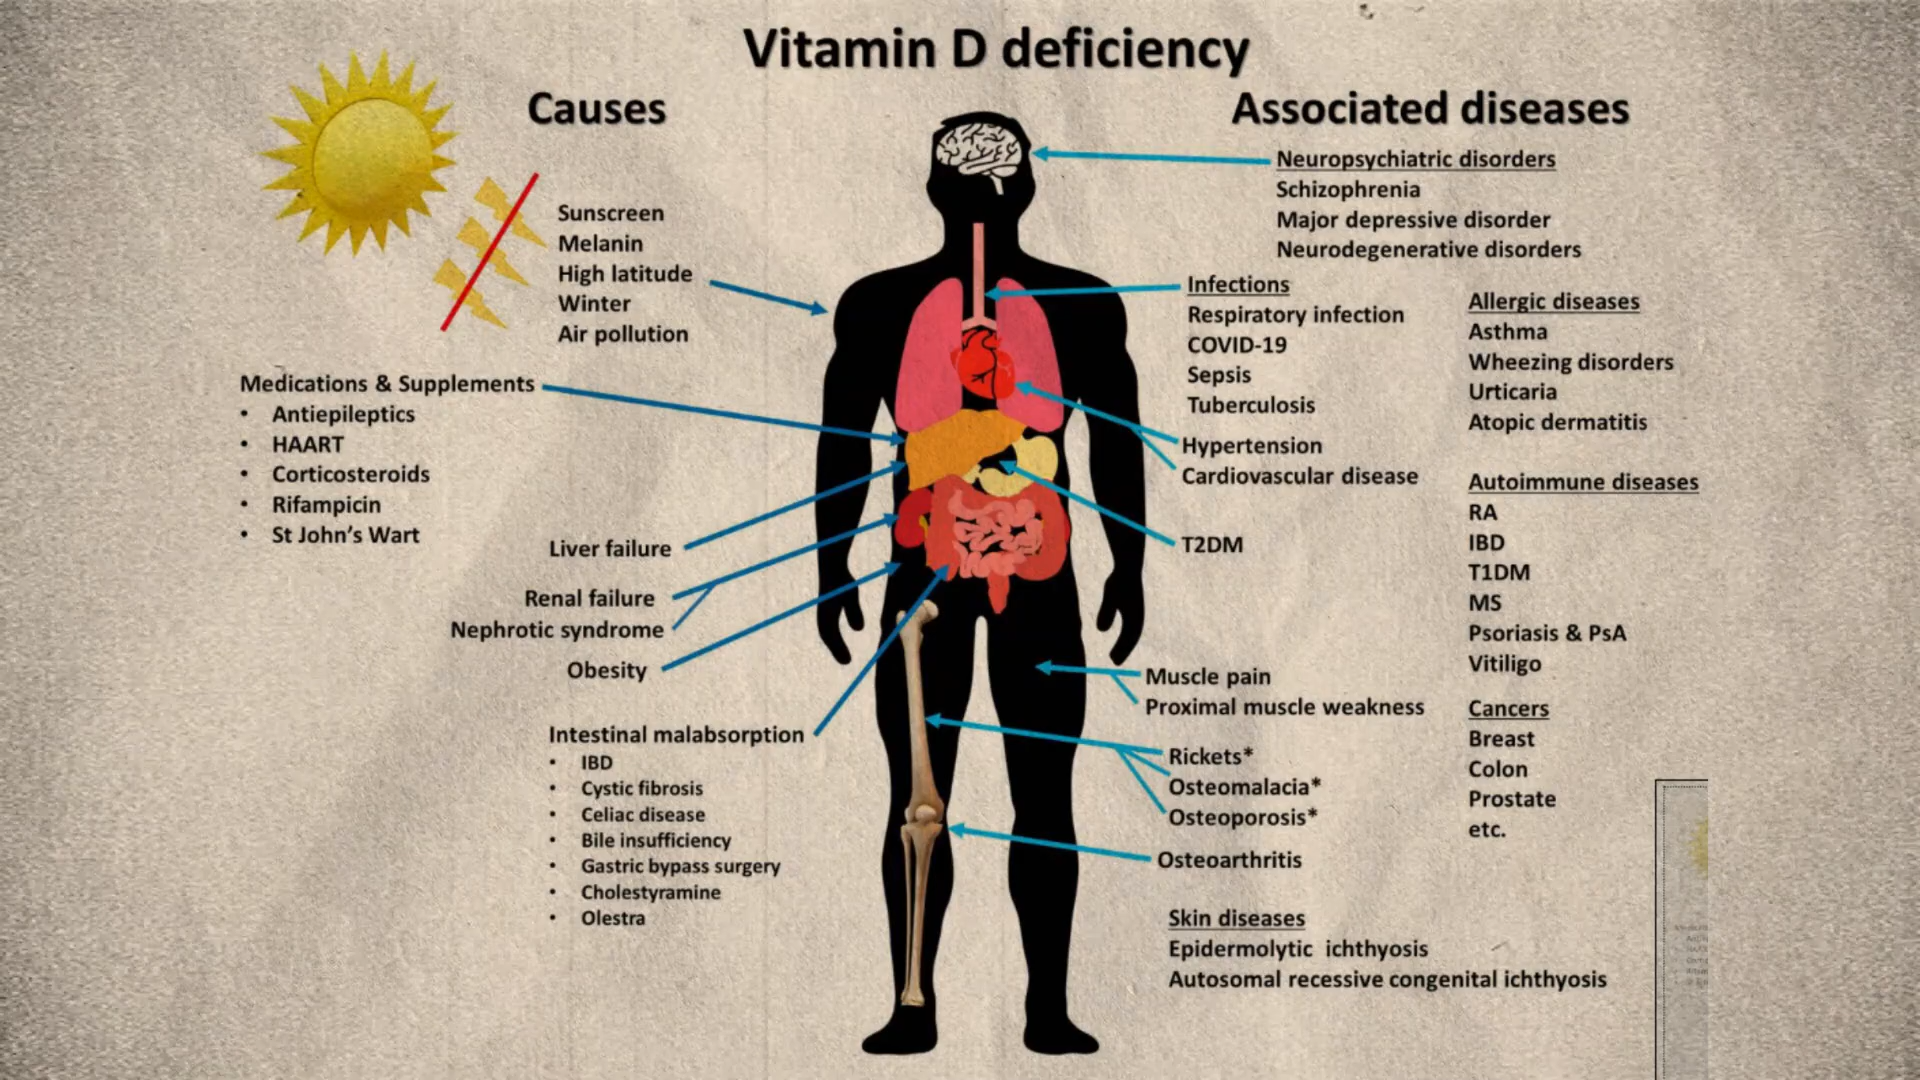 Vitamin D deficiency
Causes
Sunscreen
Melanin
High latitude
Winter
Air pollution
Medications & Supplements
• Antiepileptics
• HAART
• Corticosteroids
• Rifampicin
• St John's Wart
Liver failure
Renal failure
Nephrotic syndrome
Obesity
Intestinal malabsorption
• IBD
• Cystic fibrosis
• Celiac disease
• Bile insufficiency
• Gastric bypass surgery
• Cholestyramine
• Olestra
Associated diseases
Neuropsychiatric disorders
Schizophrenia
Major depressive disorder
Neurodegenerative disorders
Infections
Respiratory infection
COVID-19
Sepsis
Tuberculosis
Hypertension
Cardiovascular disease
T2DM
Muscle pain
Proximal muscle weakness
Rickets*
Osteomalacia*
Osteoporosis*
Osteoarthritis
Skin diseases
Epidermolytic ichthyosis
Autosomal recessive congenital ichthyosis
Allergic diseases
Asthma
Wheezing disorders
Urticaria
Atopic dermatitis
Autoimmune diseases
RA
IBD
T1DM
MS
Psoriasis & PsA
Vitiligo
Cancers
Breast
Colon
Prostate
etc.